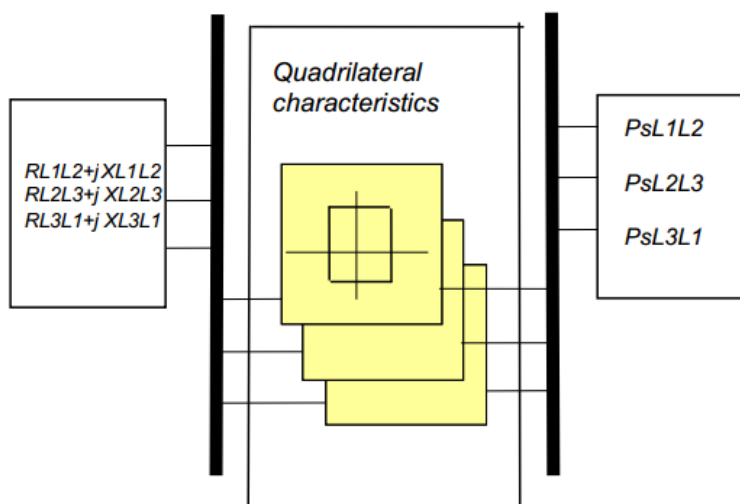 Quadrilateral
characteristics
RL1L2+j XL1L2
RL2L3+j XL2L3
RL3L1+j XL3L1
PsL1L2
PsL2L3
PsL3L1